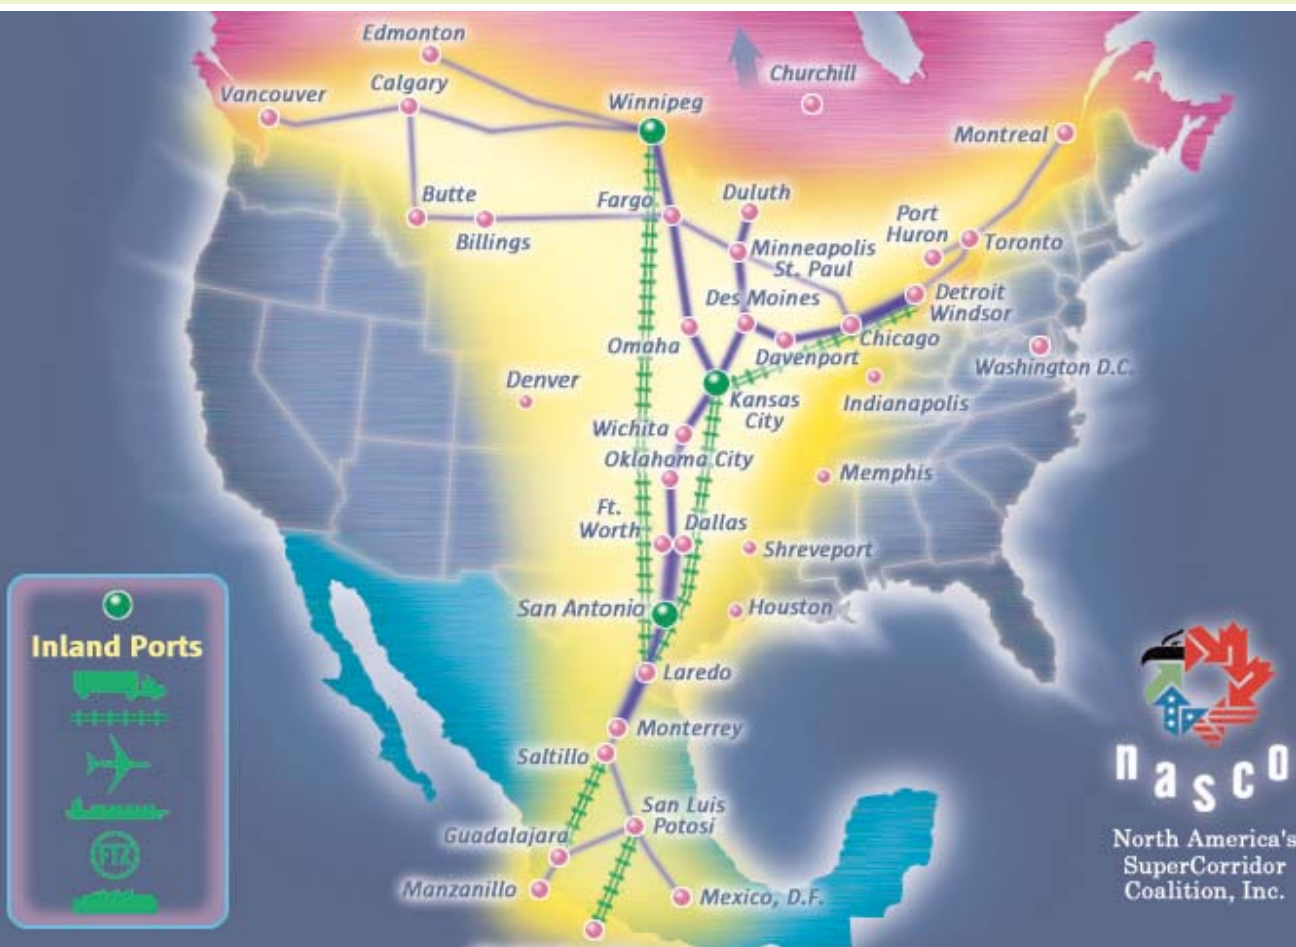 Edmonton
Calgary
Vancouver
Winnipeg
Churchill
Montreal
Butte
Billings
Fargo
Duluth
Minneapolis
St. Paul
Port
Huron
Toronto
Des Moines
Detroit
Windsor
Omaha
Davenport
Chicago
Washington D.C.
Denver
Kansas
City
Indianapolis
Wichita
Oklahoma City
Memphis
Ft.
Worth
Dallas
Shreveport
San Antonio
Houston
Laredo
Monterrey
Saltillo
San Luis
Potosi
Guadalajara
Manzanillo
Mexico, D.F.
Inland Ports
FTZ
nasco
North America's
SuperCorridor
Coalition, Inc.